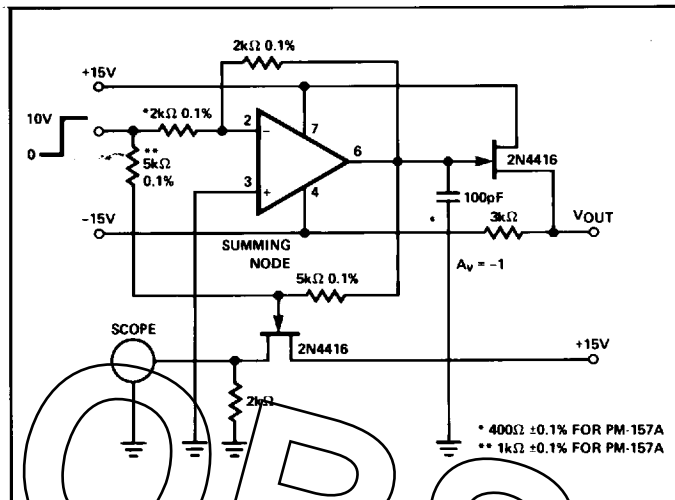 2kΩ 0.1%
+15V
10V
0
*2kΩ 0.1%
**
5kΩ
0.1%
2
−
7
6
3
+
4
2N4416
100pF
*
3kΩ
VOUT
-15V
SUMMING
NODE
AV = -1
5kΩ 0.1%
SCOPE
2N4416
+15V
2kΩ
* 400Ω ±0.1% FOR PM-157A
** 1kΩ ±0.1% FOR PM-157A